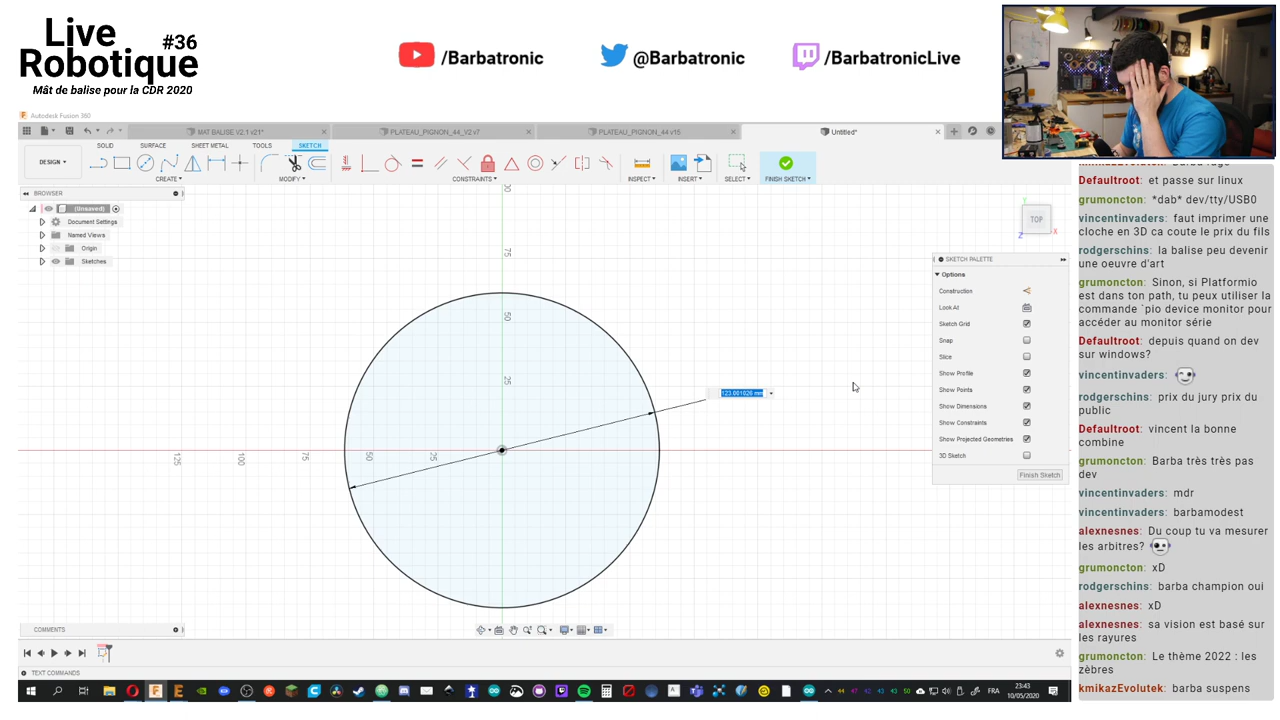 Live
Robotique #36
Mât de balise pour la CDR 2020
/Barbatronic
@Barbatronic
/BarbatronicLive
Autodesk Fusion 360
MAT BALISE V2.1 v21*
PLATEAU_PIGNON_44_V2 v7
PLATEAU_PIGNON_44 v15
Untitled*
SOLID
SURFACE
SHEET METAL
TOOLS
SKETCH
DESIGN
CREATE
MODIFY
CONSTRAINTS
INSPECT
INSERT
SELECT
FINISH SKETCH
BROWSER
(Unsaved)
Document Settings
Named Views
Origin
Sketches
75
50
25
125
100
75
50
25
123.001026 mm
TOP
Y
X
Z
SKETCH PALETTE
Options
Construction
Look At
Sketch Grid
Snap
Slice
Show Profile
Show Points
Show Dimensions
Show Constraints
Show Projected Geometries
3D Sketch
Finish Sketch
Defaultroot: et passe sur linux
grumoncton: *dab* dev/tty/USB0
vincentinvaders: faut imprimer une
cloche en 3D ca coute le prix du fils
rodgerschins: la balise peu devenir
une oeuvre d'art
grumoncton: Sinon, si Platformio
est dans ton path, tu peux utiliser la
commande `pio device monitor pour
accéder au monitor série
Defaultroot: depuis quand on dev
sur windows?
vincentinvaders:
rodgerschins: prix du jury prix du
public
Defaultroot: vincent la bonne
combine
grumoncton: Barba très très pas
dev
vincentinvaders: mdr
vincentinvaders: barbamodest
alexnesnes: Du coup tu va mesurer
les arbitres?
grumoncton: xD
rodgerschins: barba champion oui
alexnesnes: xD
alexnesnes: sa vision est basé sur
les rayures
grumoncton: Le thème 2022 : les
zèbres
kmikazEvolutek: barba suspens
COMMENTS
TEXT COMMANDS
FRA
23:43
10/05/2020